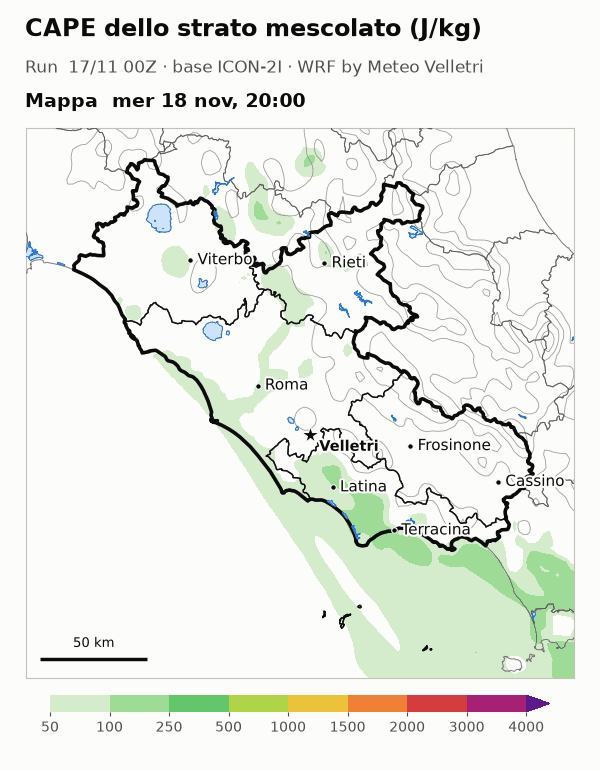 CAPE dello strato mescolato (J/kg)
Run  17/11 00Z · base ICON-2I · WRF by Meteo Velletri
Mappa  mer 18 nov, 20:00
Viterbo
Rieti
Roma
Velletri
Frosinone
Latina
Cassino
Terracina
50 km
50 100 250 500 1000 1500 2000 3000 4000